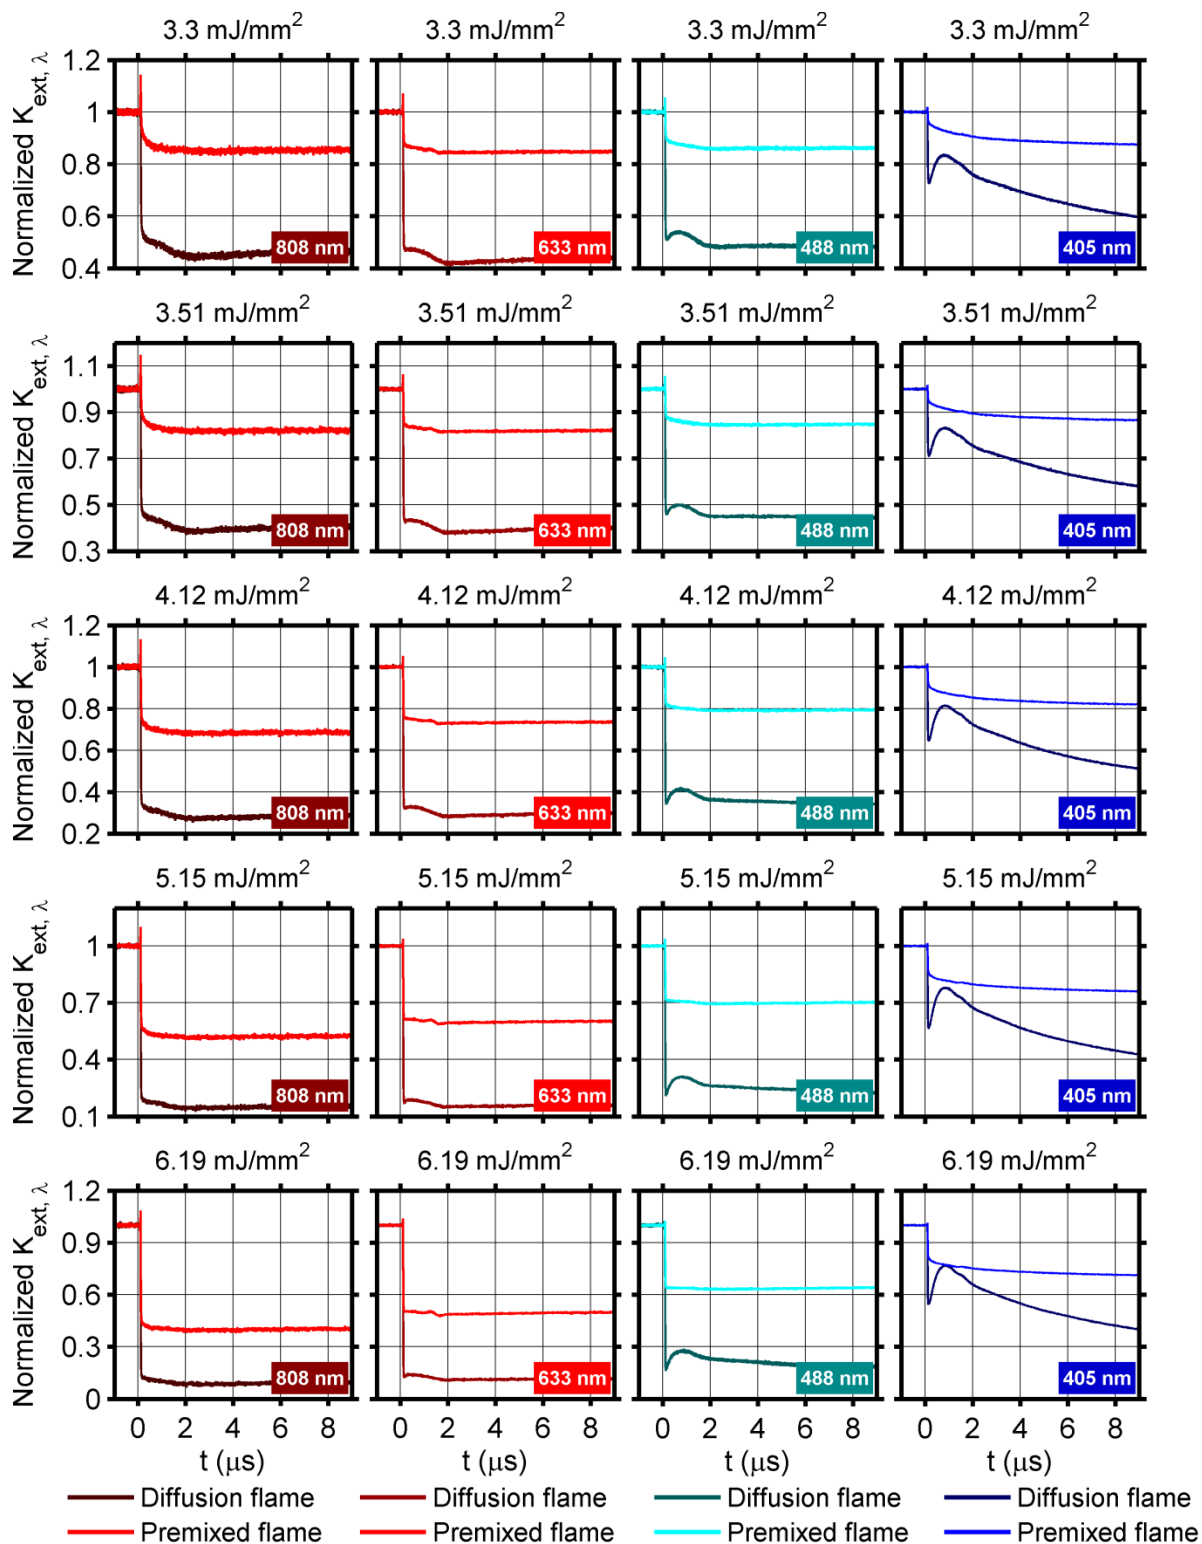 3.3 mJ/mm² 3.3 mJ/mm² 3.3 mJ/mm² 3.3 mJ/mm²
Normalized K_ext, λ
1.2
1
0.8
0.6
0.4
808 nm 633 nm 488 nm 405 nm
3.51 mJ/mm² 3.51 mJ/mm² 3.51 mJ/mm² 3.51 mJ/mm²
Normalized K_ext, λ
1.1
0.9
0.7
0.5
0.3
808 nm 633 nm 488 nm 405 nm
4.12 mJ/mm² 4.12 mJ/mm² 4.12 mJ/mm² 4.12 mJ/mm²
Normalized K_ext, λ
1.2
1
0.8
0.6
0.4
0.2
808 nm 633 nm 488 nm 405 nm
5.15 mJ/mm² 5.15 mJ/mm² 5.15 mJ/mm² 5.15 mJ/mm²
Normalized K_ext, λ
1
0.7
0.4
0.1
808 nm 633 nm 488 nm 405 nm
6.19 mJ/mm² 6.19 mJ/mm² 6.19 mJ/mm² 6.19 mJ/mm²
Normalized K_ext, λ
1.2
0.9
0.6
0.3
0
808 nm 633 nm 488 nm 405 nm
0 2 4 6 8 0 2 4 6 8 0 2 4 6 8 0 2 4 6 8
t (μs) t (μs) t (μs) t (μs)
Diffusion flame Diffusion flame Diffusion flame Diffusion flame
Premixed flame Premixed flame Premixed flame Premixed flame